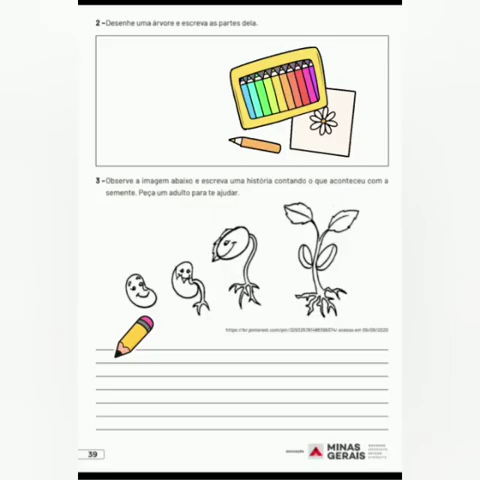 2 - Desenhe uma árvore e escreva as partes dela.
3 - Observe a imagem abaixo e escreva uma história contando o que aconteceu com a
semente. Peça um adulto para te ajudar.
39
MINAS
GERAIS